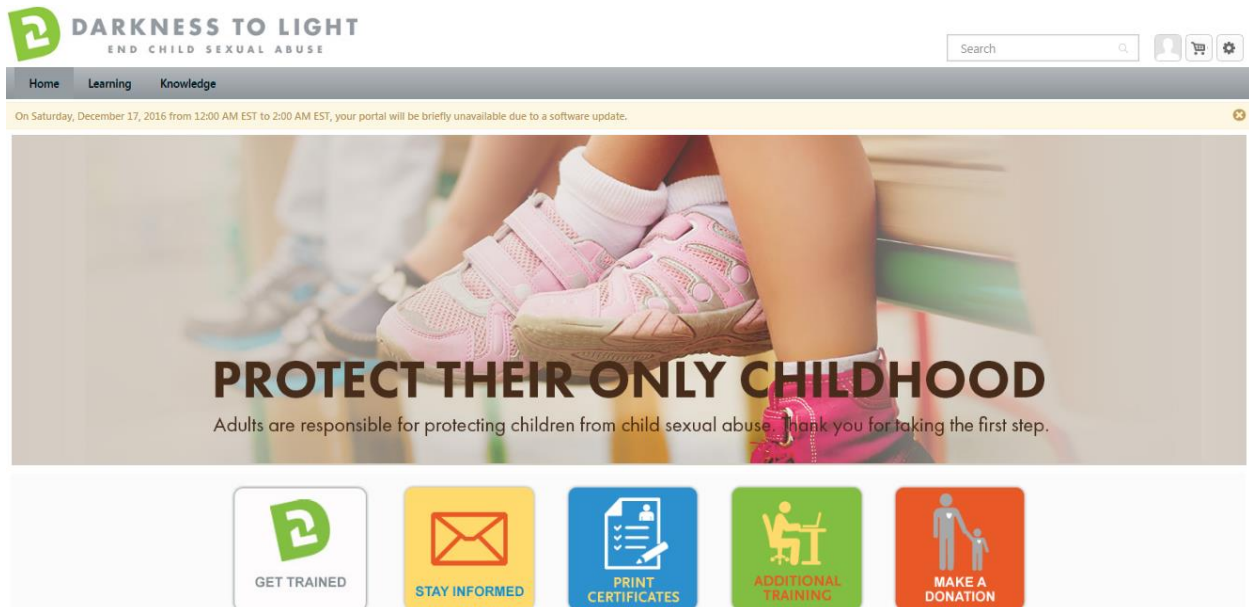 DARKNESS TO LIGHT
END CHILD SEXUAL ABUSE
Search
Home Learning Knowledge
On Saturday, December 17, 2016 from 12:00 AM EST to 2:00 AM EST, your portal will be briefly unavailable due to a software update.
PROTECT THEIR ONLY CHILDHOOD
Adults are responsible for protecting children from child sexual abuse. Thank you for taking the first step.
GET TRAINED
STAY INFORMED
PRINT
CERTIFICATES
ADDITIONAL
TRAINING
MAKE A
DONATION